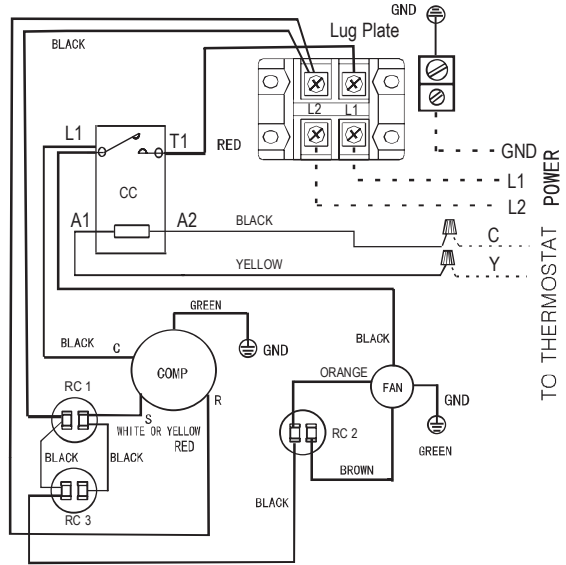 GND
Lug Plate
BLACK
L2 L1
L1 T1 RED
CC
GND
L1
L2
POWER
A1 A2 BLACK
C
YELLOW
Y
TO THERMOSTAT
GREEN
BLACK C
GND
BLACK
COMP
ORANGE
RC 1
R
FAN
GND
S
WHITE OR YELLOW
RED
RC 2
GREEN
BLACK BLACK
BROWN
BLACK
RC 3